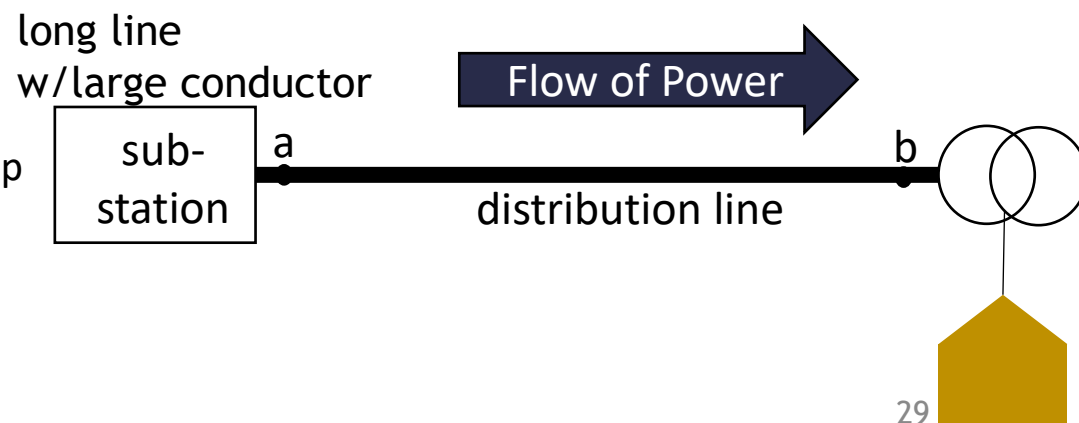 long line
w/large conductor
Flow of Power
p
sub-
station
a
b
distribution line
29